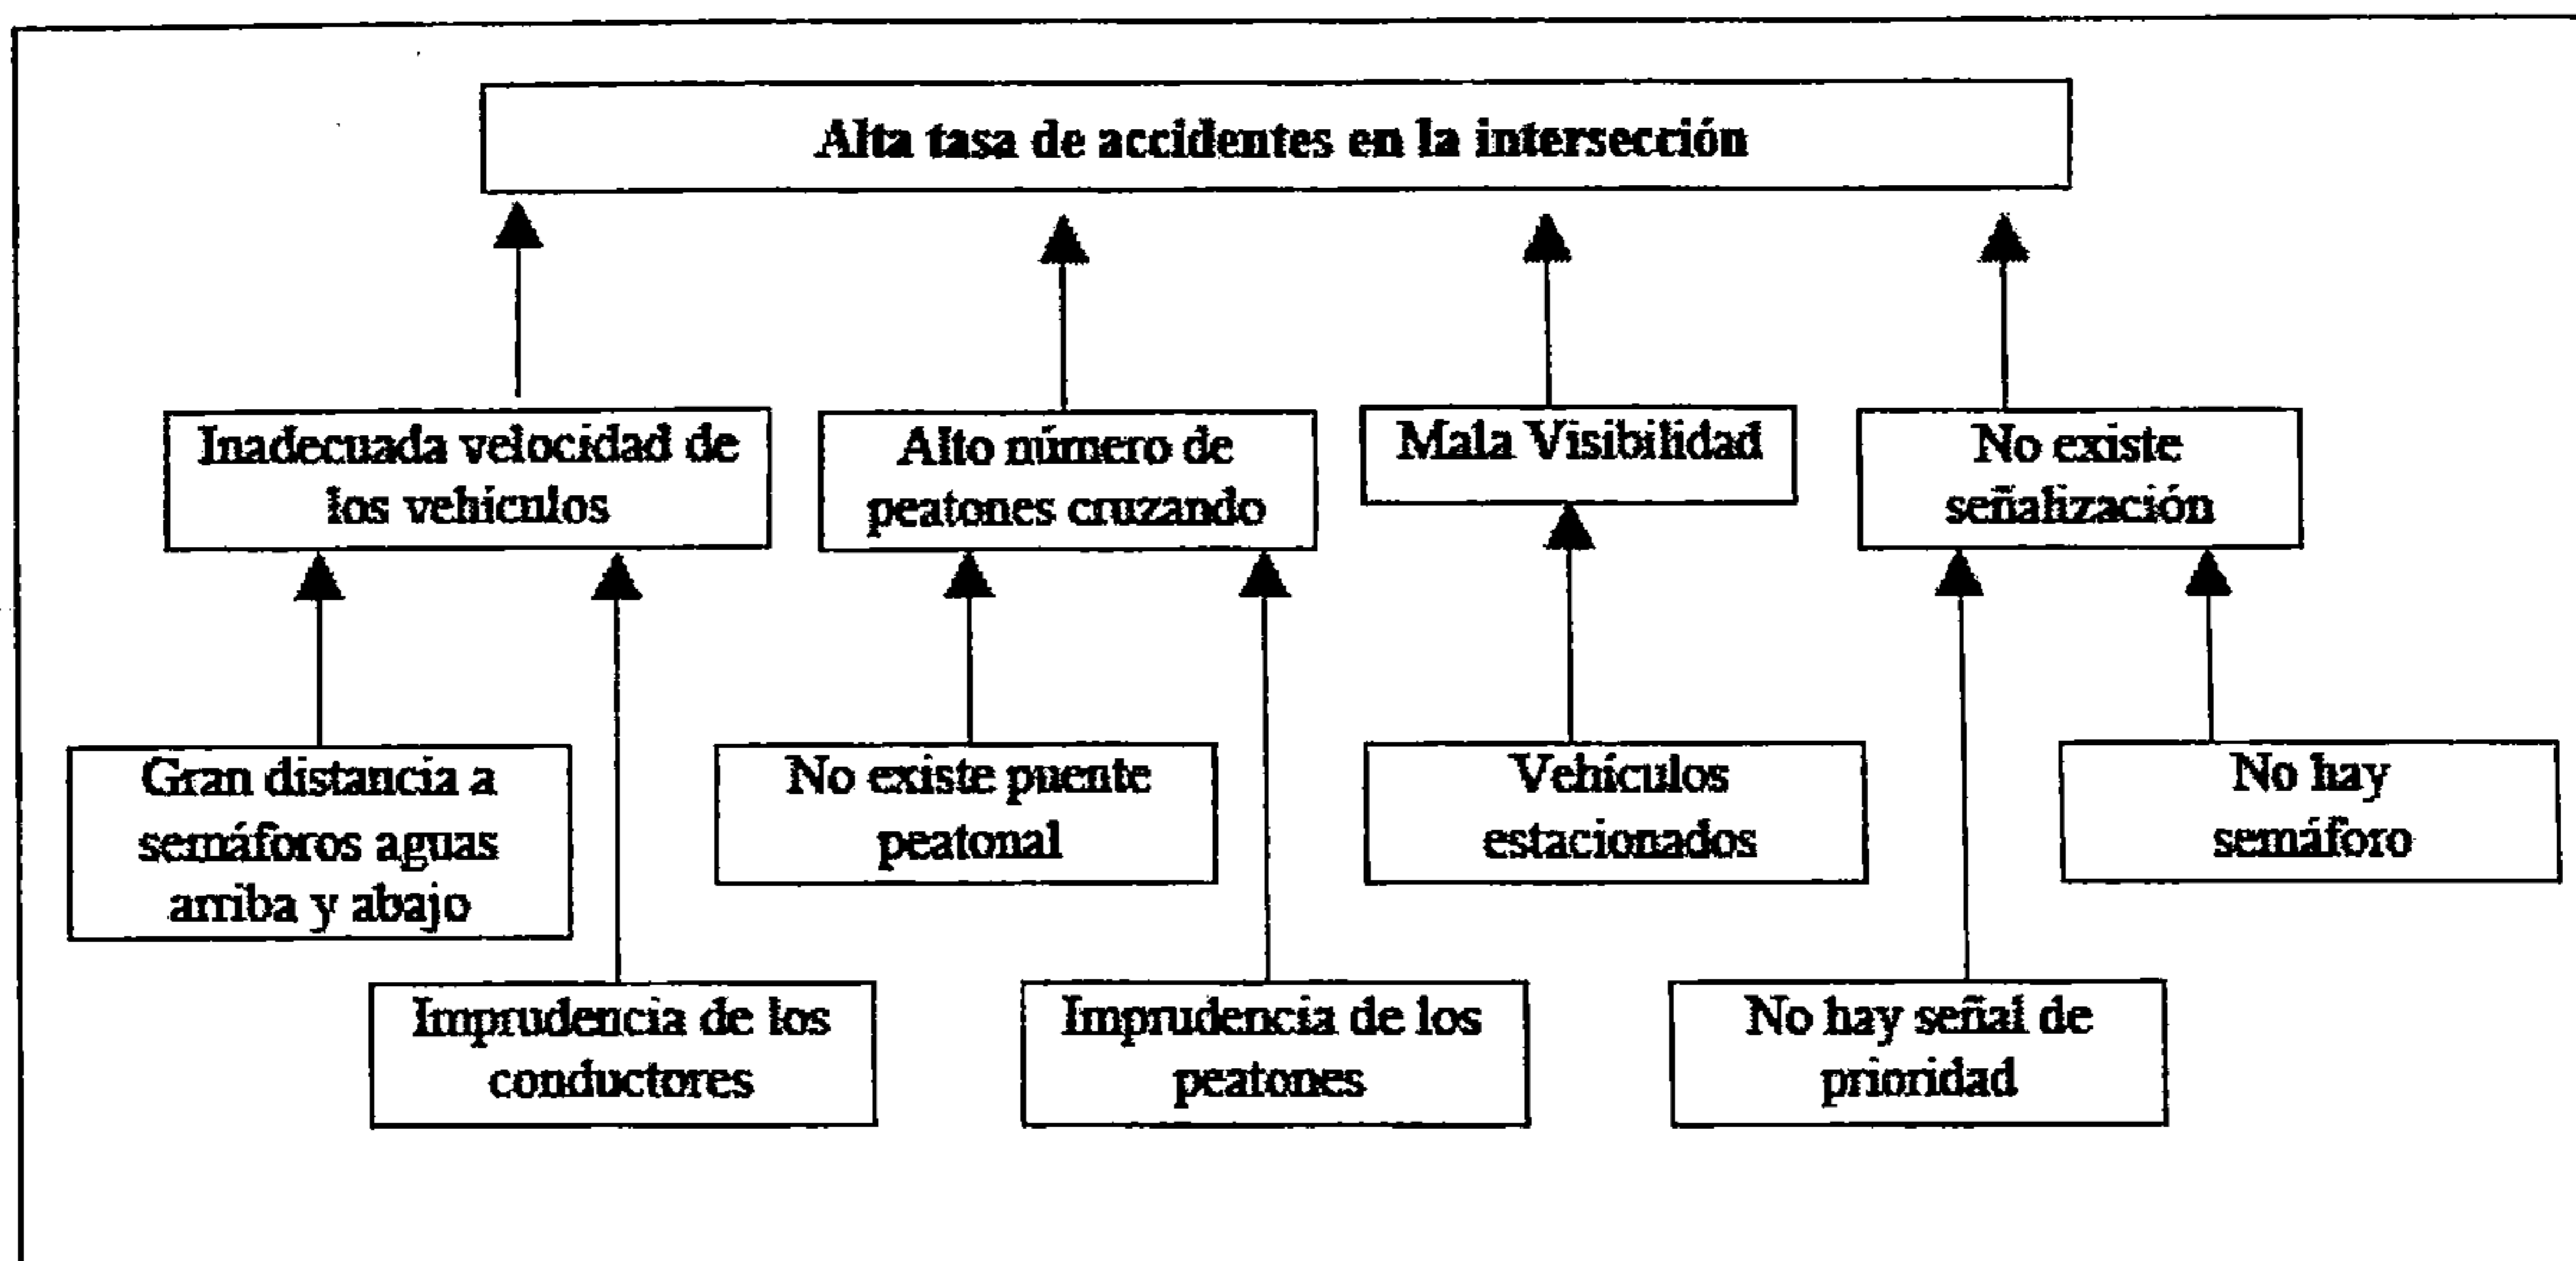 Alta tasa de accidentes en la intersección
Inadecuada velocidad de
los vehículos
Alto número de
peatones cruzando
Mala Visibilidad
No existe
señalización
Gran distancia a
semáforos aguas
arriba y abajo
No existe puente
peatonal
Vehículos
estacionados
No hay
semáforo
Imprudencia de los
conductores
Imprudencia de los
peatones
No hay señal de
prioridad